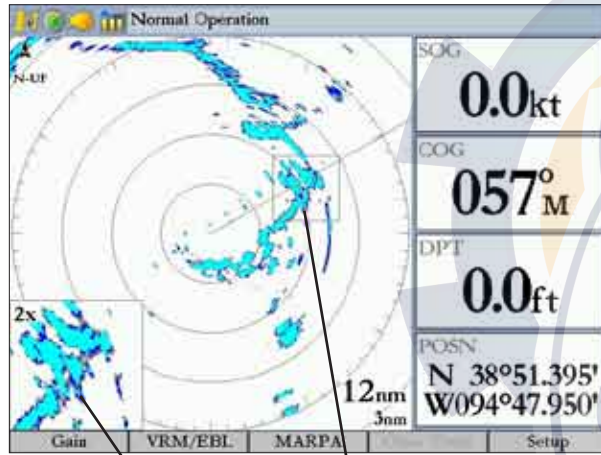 Normal Operation
N-UP
SOG
0.0kt
COG
057°M
DPT
0.0ft
POSN
N 38°51.395'
W094°47.950'
2x
12nm
3nm
Gain
VRM/EBL
MARPA
Setup